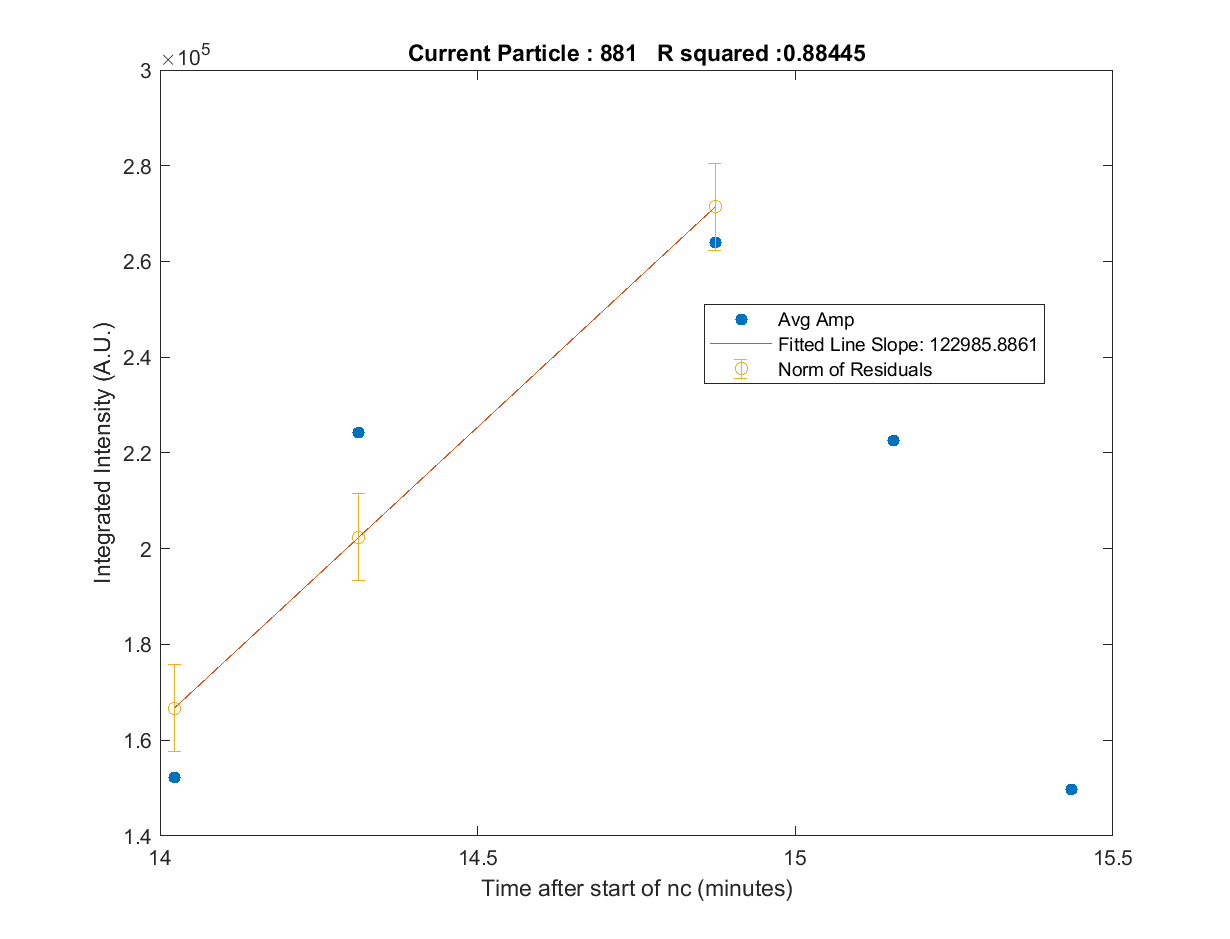 Current Particle : 881 R squared :0.88445
×10^5
3
2.8
2.6
2.4
2.2
2
1.8
1.6
1.4
Integrated Intensity (A.U.)
Avg Amp
Fitted Line Slope: 122985.8861
Norm of Residuals
14
14.5
15
15.5
Time after start of nc (minutes)